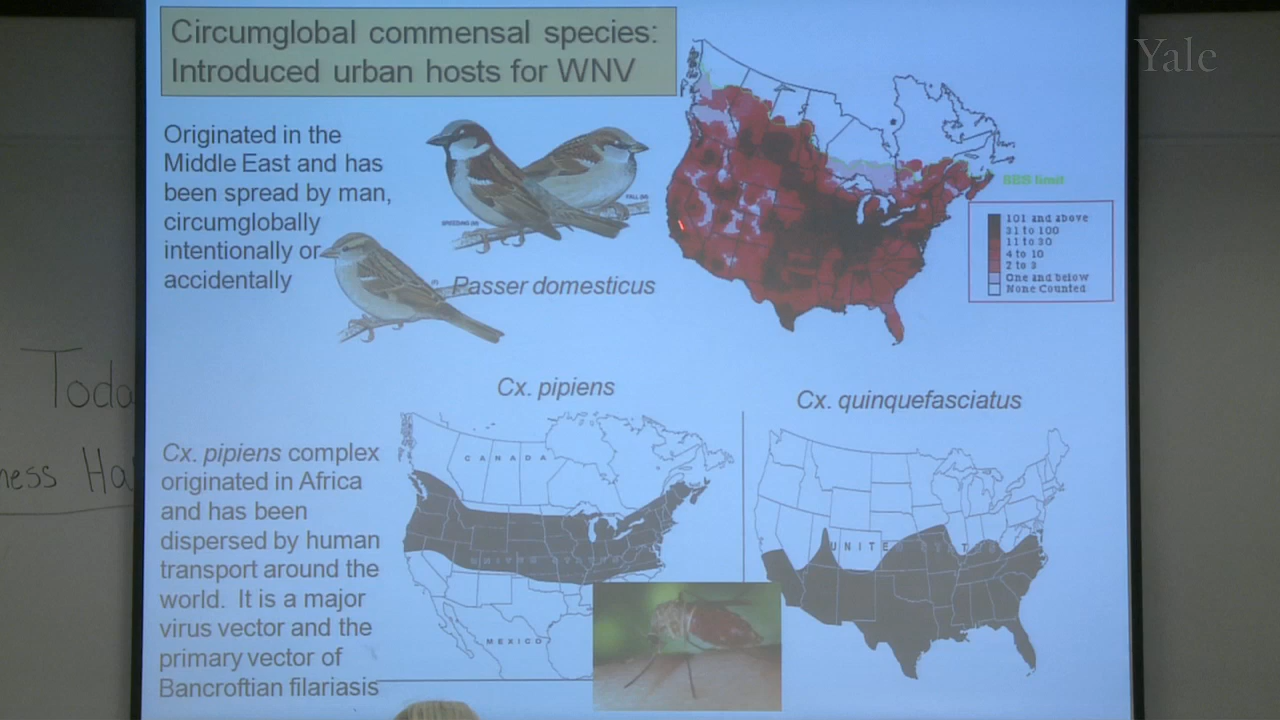 Circumglobal commensal species:
Introduced urban hosts for WNV
Yale
Originated in the
Middle East and has
been spread by man,
circumglobally
intentionally or
accidentally
Passer domesticus
BBS limit
101 and above
31 to 100
11 to 30
4 to 10
2 to 3
One and below
None Counted
Cx. pipiens
Cx. quinquefasciatus
Cx. pipiens complex
originated in Africa
and has been
dispersed by human
transport around the
world. It is a major
virus vector and the
primary vector of
Bancroftian filariasis
CANADA
UNITED STATES
MEXICO
Toda
ness Ha